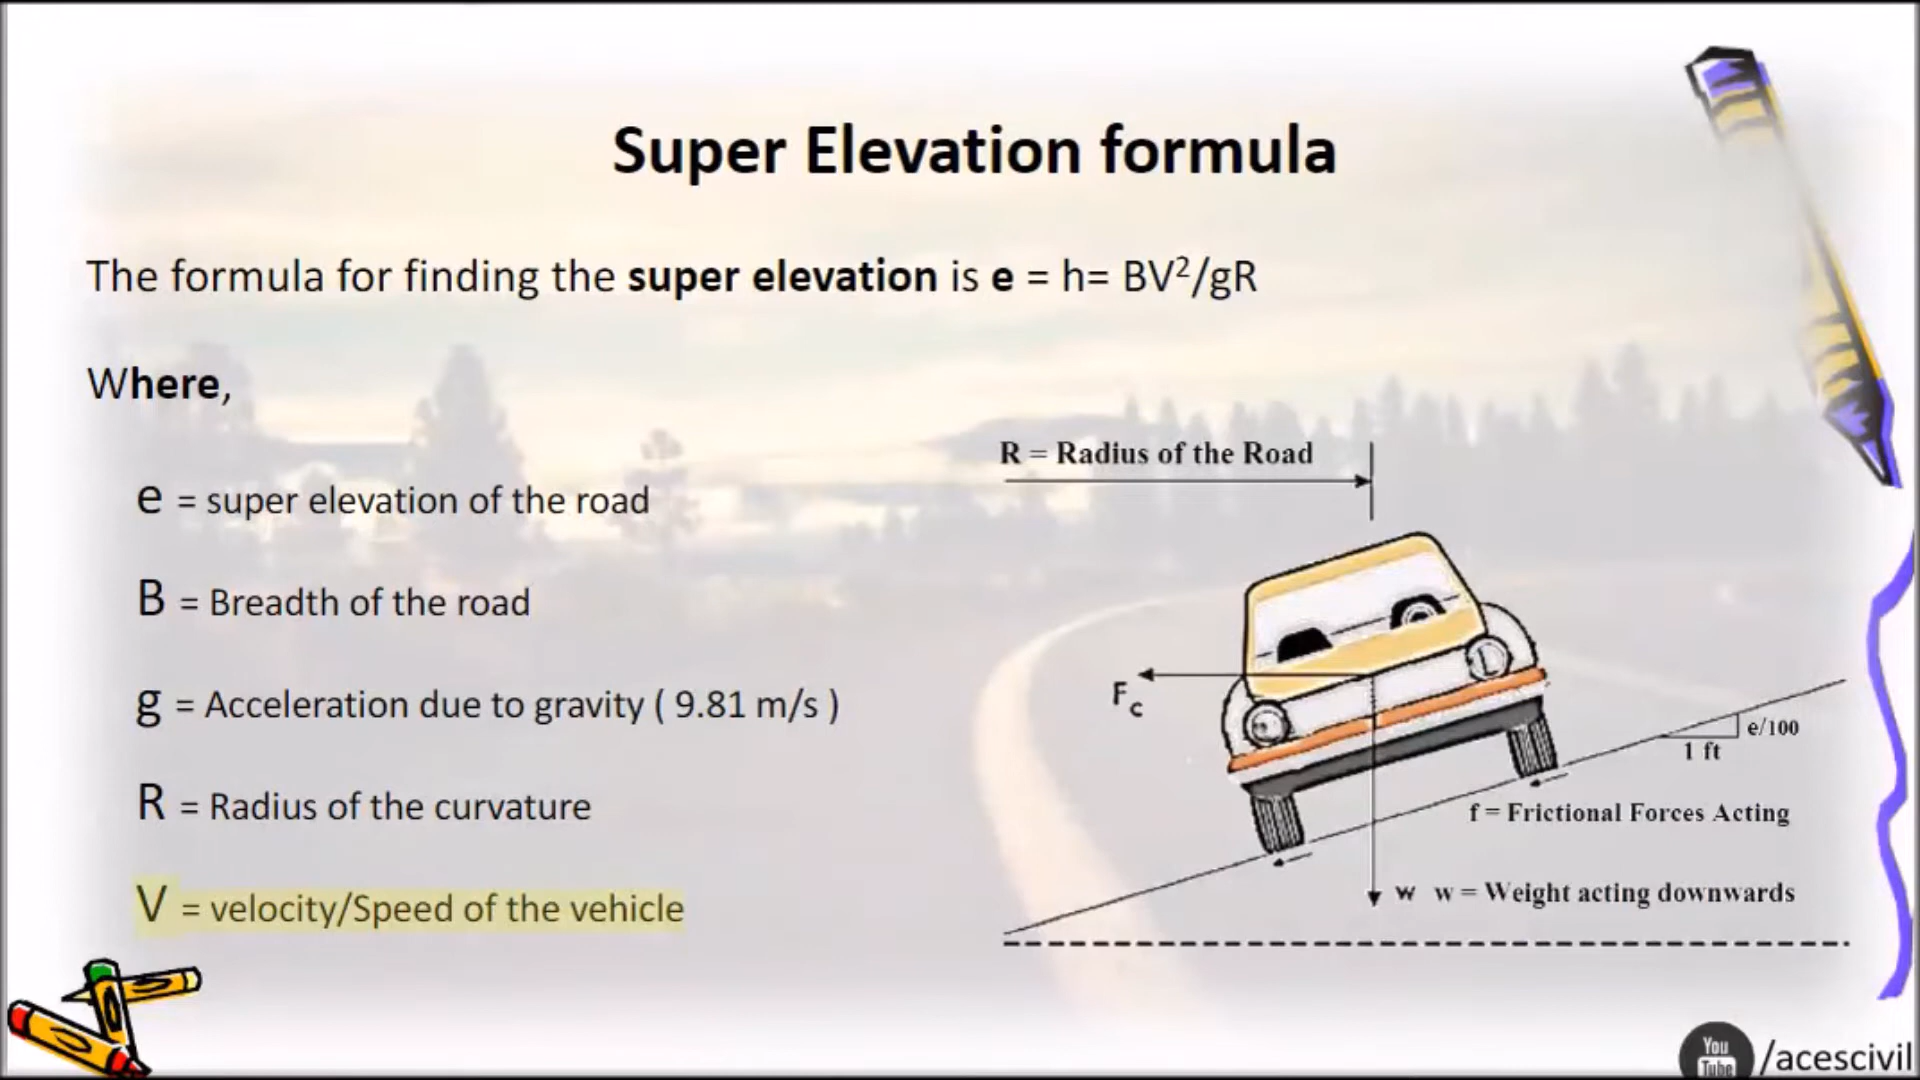 Super Elevation formula
The formula for finding the super elevation is e = h= BV²/gR
Where,
e = super elevation of the road
B = Breadth of the road
g = Acceleration due to gravity ( 9.81 m/s )
R = Radius of the curvature
V = velocity/Speed of the vehicle
R = Radius of the Road
Fc
e/100
1 ft
f = Frictional Forces Acting
w w = Weight acting downwards
You
Tube
/acescivil